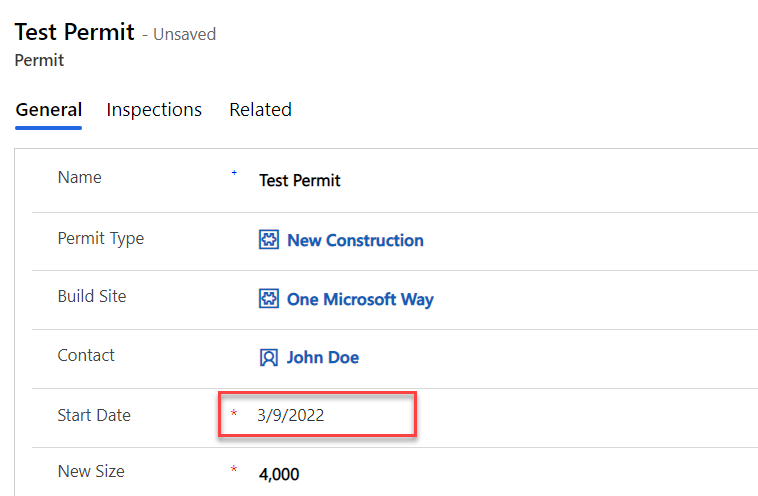 Test Permit - Unsaved
Permit
General Inspections Related
Name + Test Permit
Permit Type New Construction
Build Site One Microsoft Way
Contact John Doe
Start Date * 3/9/2022
New Size * 4,000